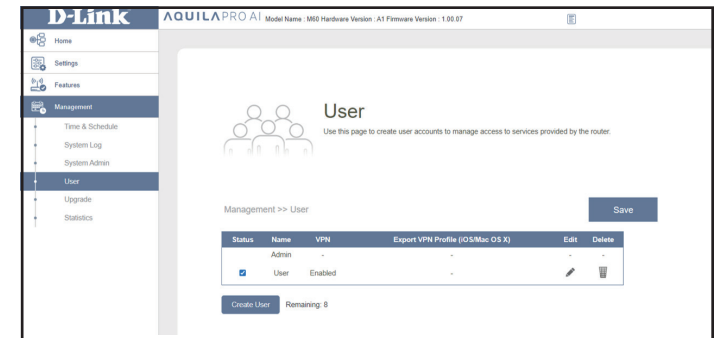 D-Link
AQUILA PRO AI Model Name : M60 Hardware Version : A1 Firmware Version : 1.00.07
Home
Settings
Features
Management
Time & Schedule
System Log
System Admin
User
Upgrade
Statistics
User
Use this page to create user accounts to manage access to services provided by the router.
Management >> User
Save
Status Name VPN Export VPN Profile (iOS/Mac OS X) Edit Delete
Admin - - - -
User Enabled -
Create User Remaining: 8